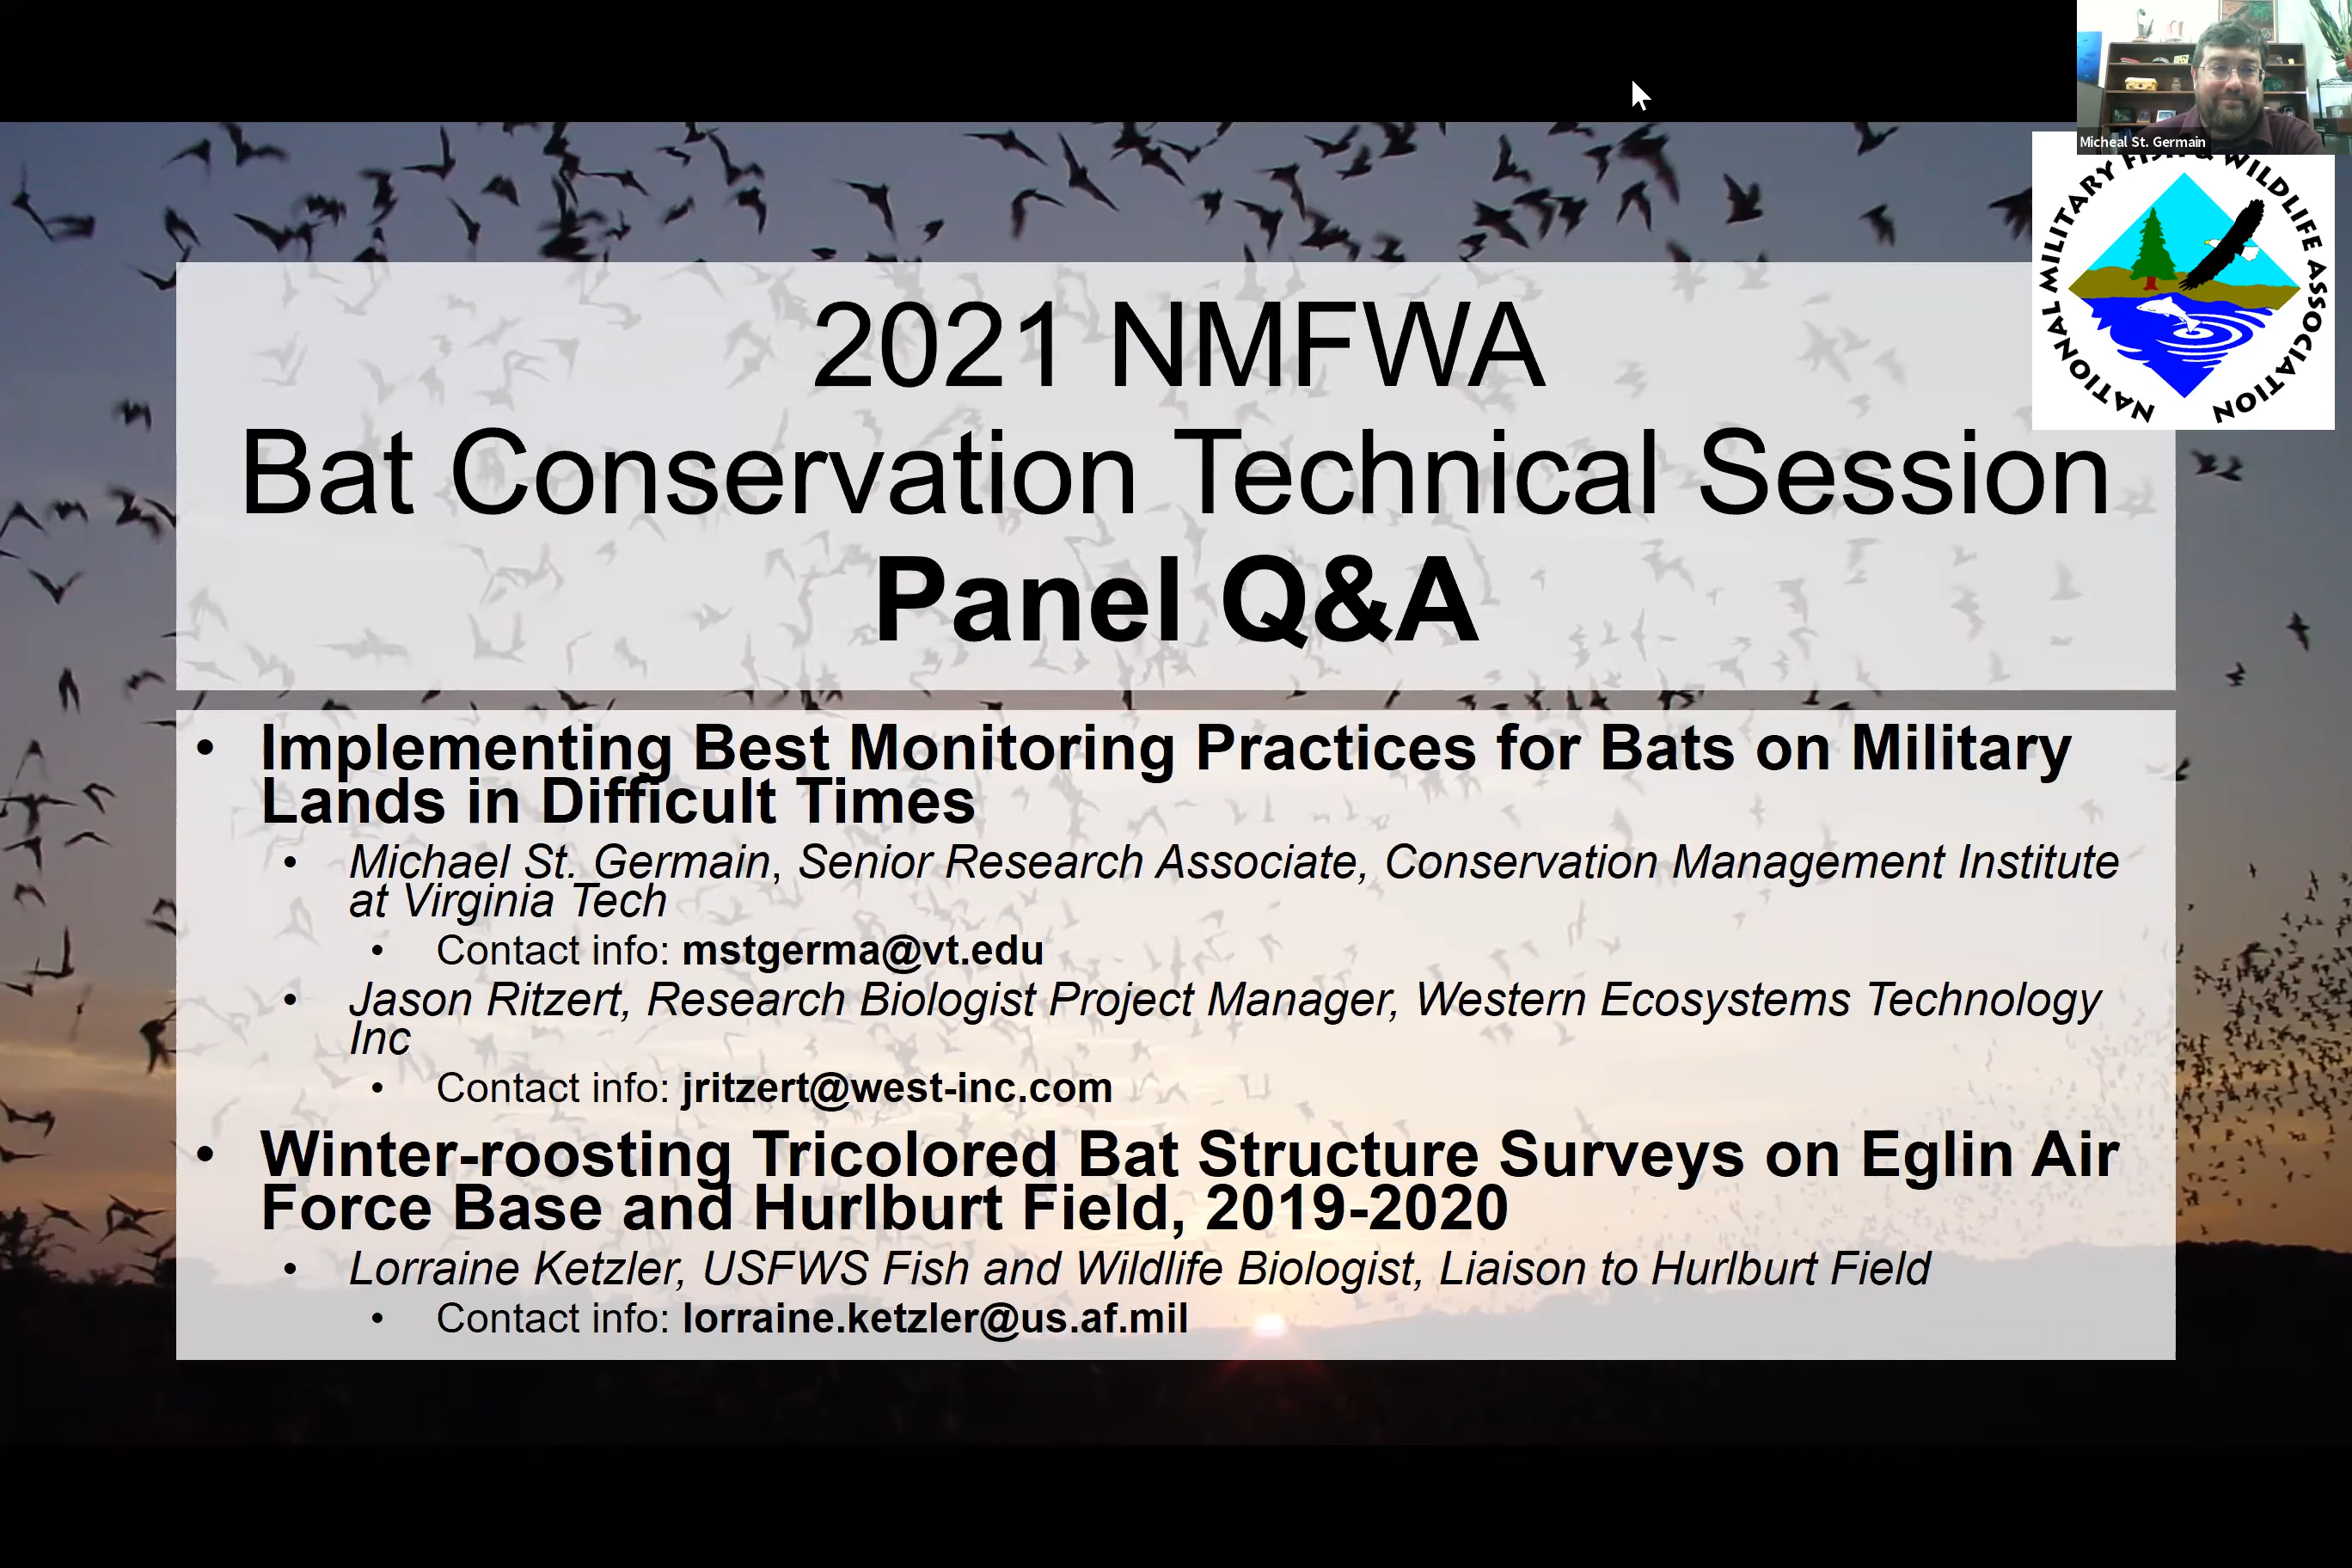 Micheal St. Germain
NATIONAL MILITARY FISH & WILDLIFE ASSOCIATION
2021 NMFWA
Bat Conservation Technical Session
Panel Q&A
• Implementing Best Monitoring Practices for Bats on Military
Lands in Difficult Times
• Michael St. Germain, Senior Research Associate, Conservation Management Institute
at Virginia Tech
• Contact info: mstgerma@vt.edu
• Jason Ritzert, Research Biologist Project Manager, Western Ecosystems Technology
Inc
• Contact info: jritzert@west-inc.com
• Winter-roosting Tricolored Bat Structure Surveys on Eglin Air
Force Base and Hurlburt Field, 2019-2020
• Lorraine Ketzler, USFWS Fish and Wildlife Biologist, Liaison to Hurlburt Field
• Contact info: lorraine.ketzler@us.af.mil